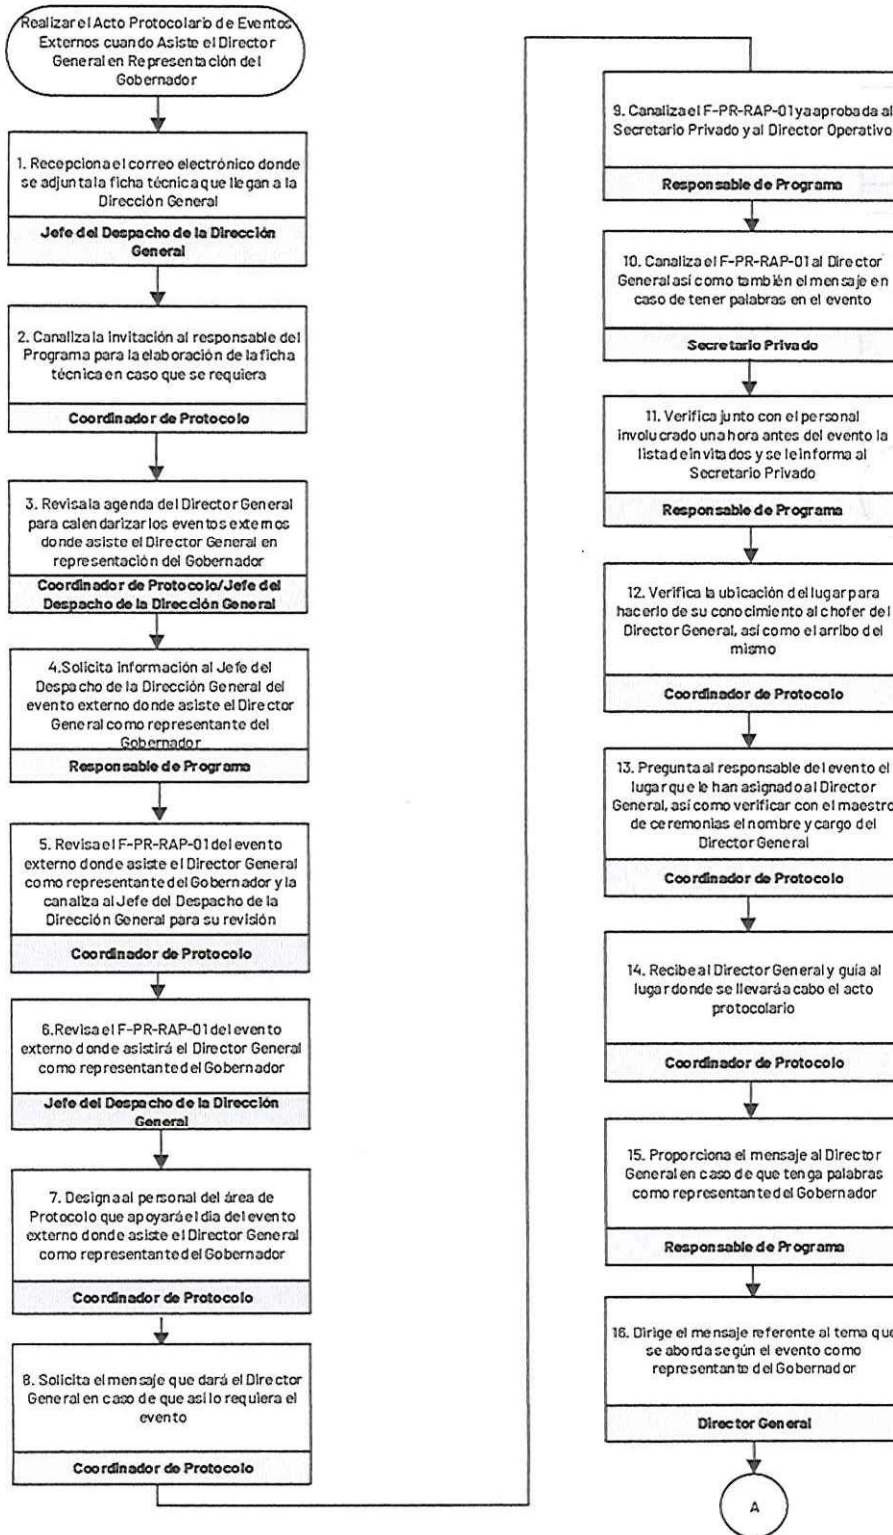 Realizar el Acto Protocolario de Eventos
Externos cuando Asiste el Director
General en Representación del
Gobernador
1. Recepciona el correo electrónico donde
se adjunta la ficha técnica que llegan a la
Dirección General
Jefe del Despacho de la Dirección
General
2. Canaliza la invitación al responsable del
Programa para la elaboración de la ficha
técnica en caso que se requiera
Coordinador de Protocolo
3. Revisa la agenda del Director General
para calendarizar los eventos externos
donde asiste el Director General en
representación del Gobernador
Coordinador de Protocolo/Jefe del
Despacho de la Dirección General
4.Solicita información al Jefe del
Despacho de la Dirección General del
evento externo donde asiste el Director
General como representante del
Gobernador
Responsable de Programa
5. Revisa el F-PR-RAP-01 del evento
externo donde asiste el Director General
como representante del Gobernador y la
canaliza al Jefe del Despacho de la
Dirección General para su revisión
Coordinador de Protocolo
6.Revisa el F-PR-RAP-01 del evento
externo donde asistirá el Director General
como representante del Gobernador
Jefe del Despacho de la Dirección
General
7. Designa al personal del área de
Protocolo que apoyará el día del evento
externo donde asiste el Director General
como representante del Gobernador
Coordinador de Protocolo
8. Solicita el mensaje que dará el Director
General en caso de que así lo requiera el
evento
Coordinador de Protocolo
9. Canaliza el F-PR-RAP-01 ya aprobada al
Secretario Privado y al Director Operativo
Responsable de Programa
10. Canaliza el F-PR-RAP-01 al Director
General así como también el mensaje en
caso de tener palabras en el evento
Secretario Privado
11. Verifica junto con el personal
involucrado una hora antes del evento la
lista de invitados y se le informa al
Secretario Privado
Responsable de Programa
12. Verifica la ubicación del lugar para
hacerlo de su conocimiento al chofer del
Director General, así como el arribo del
mismo
Coordinador de Protocolo
13. Pregunta al responsable del evento el
lugar que le han asignado al Director
General, así como verificar con el maestro
de ceremonias el nombre y cargo del
Director General
Coordinador de Protocolo
14. Recibe al Director General y guía al
lugar donde se llevará a cabo el acto
protocolario
Coordinador de Protocolo
15. Proporciona el mensaje al Director
General en caso de que tenga palabras
como representante del Gobernador
Responsable de Programa
16. Dirige el mensaje referente al tema que
se aborda según el evento como
representante del Gobernador
Director General
A